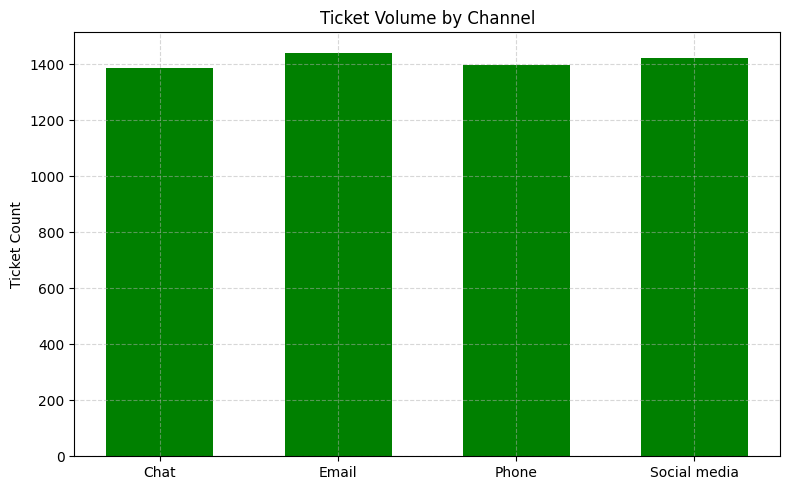 Ticket Volume by Channel
Ticket Count
1400
1200
1000
800
600
400
200
0
Chat
Email
Phone
Social media